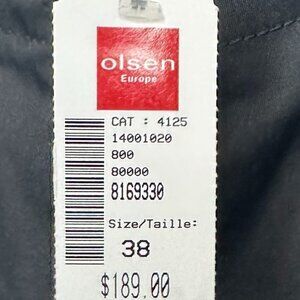 olsen
Europe
CAT : 4125
14001020
800
80000
8169330
Size/Taille:
38
$189.00